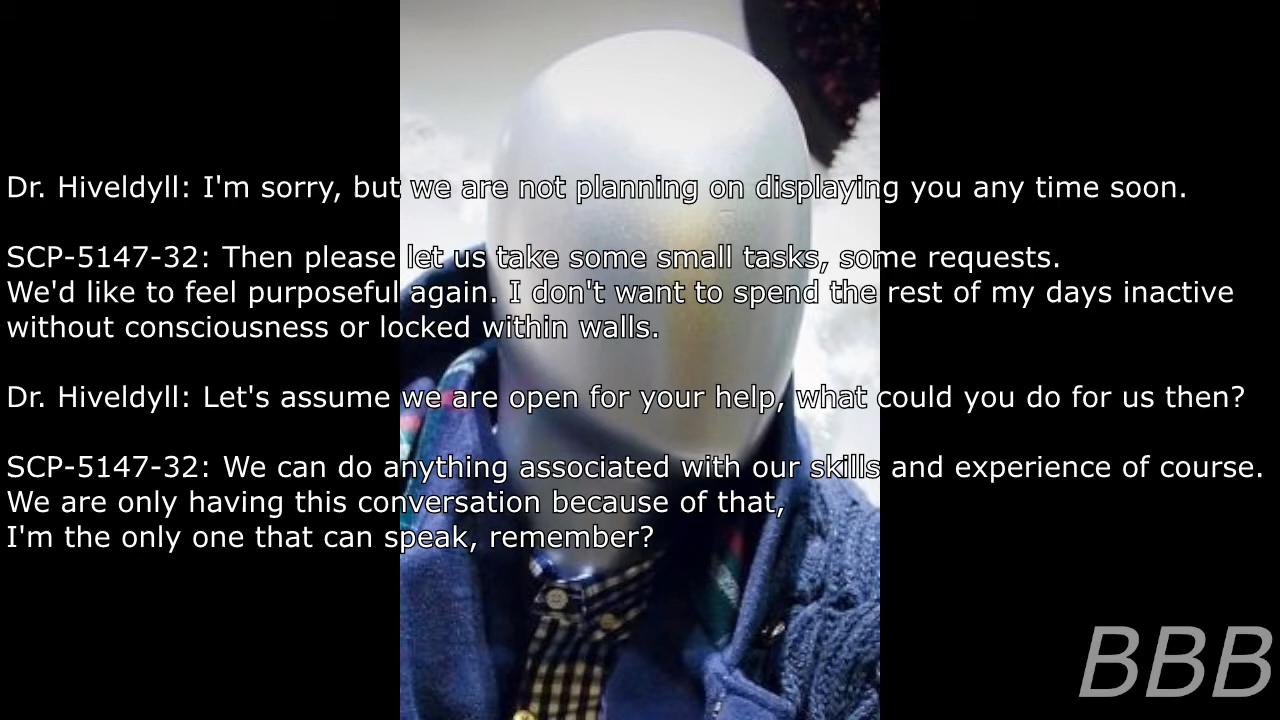 Dr. Hiveldyll: I'm sorry, but we are not planning on displaying you any time soon.
SCP-5147-32: Then please let us take some small tasks, some requests.
We'd like to feel purposeful again. I don't want to spend the rest of my days inactive
without consciousness or locked within walls.
Dr. Hiveldyll: Let's assume we are open for your help, what could you do for us then?
SCP-5147-32: We can do anything associated with our skills and experience of course.
We are only having this conversation because of that,
I'm the only one that can speak, remember?
BBB